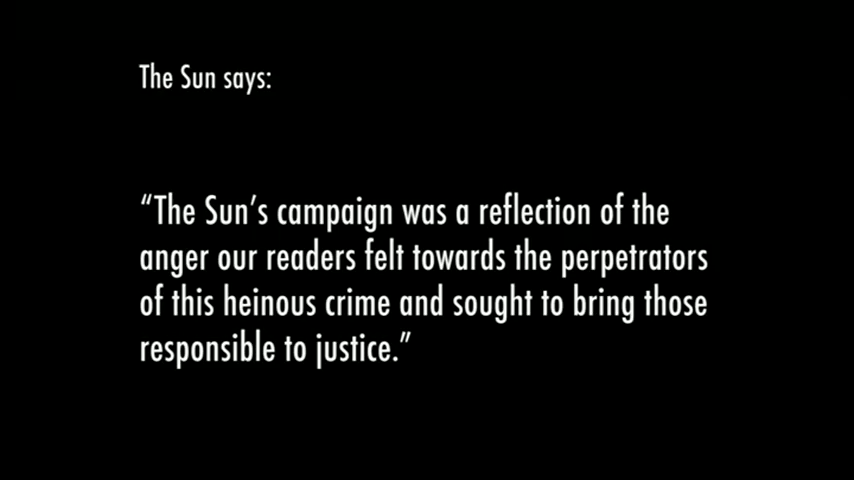 The Sun says:
“The Sun’s campaign was a reflection of the
anger our readers felt towards the perpetrators
of this heinous crime and sought to bring those
responsible to justice.”